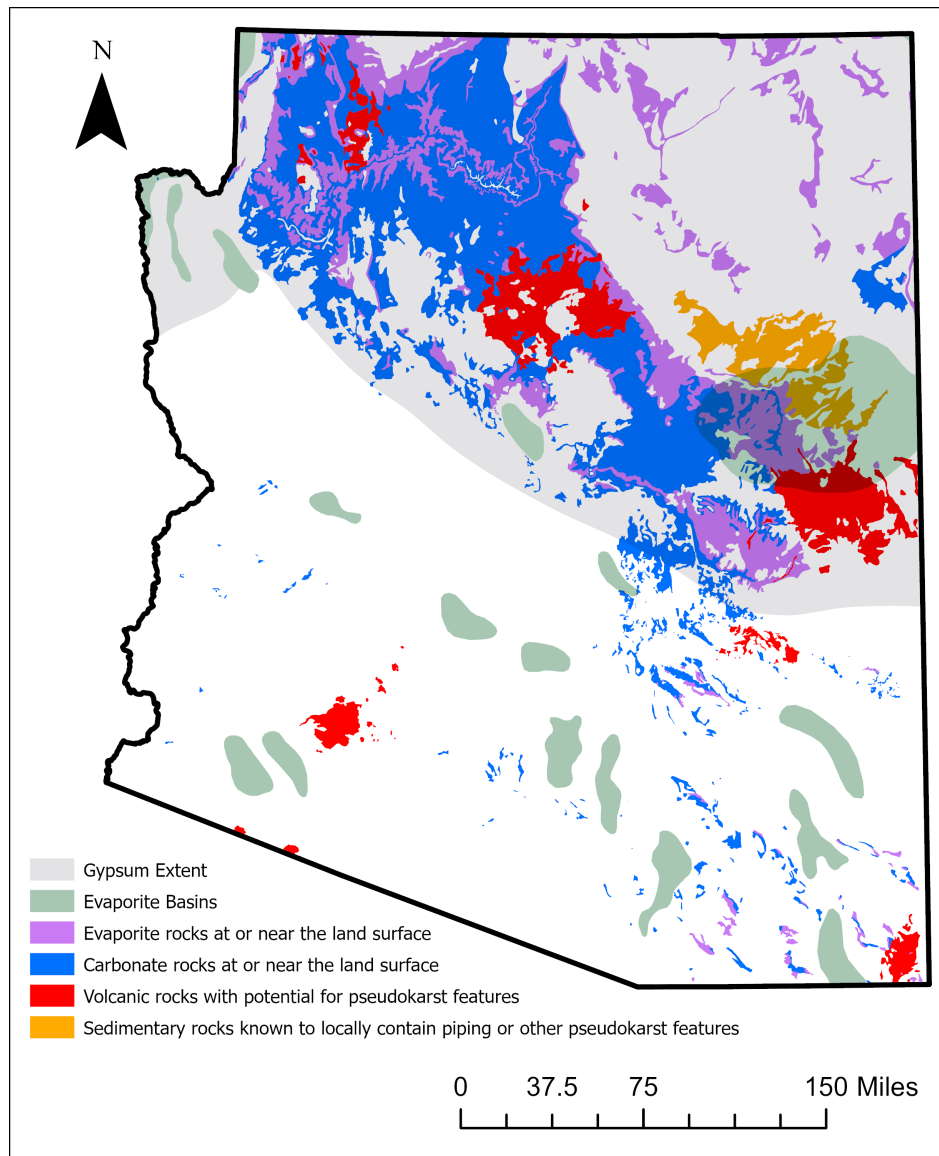 N
Gypsum Extent
Evaporite Basins
Evaporite rocks at or near the land surface
Carbonate rocks at or near the land surface
Volcanic rocks with potential for pseudokarst features
Sedimentary rocks known to locally contain piping or other pseudokarst features
0 37.5 75 150 Miles